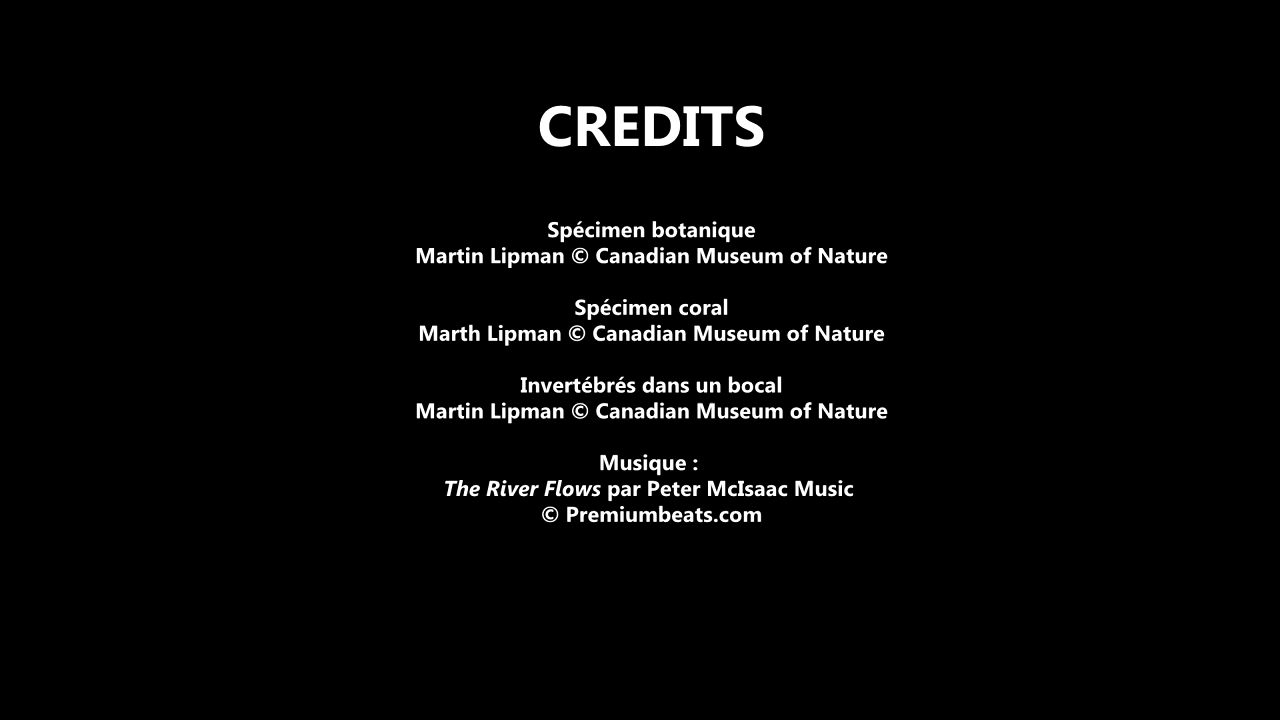 CREDITS
Spécimen botanique
Martin Lipman © Canadian Museum of Nature
Spécimen coral
Marth Lipman © Canadian Museum of Nature
Invertébrés dans un bocal
Martin Lipman © Canadian Museum of Nature
Musique :
The River Flows par Peter McIsaac Music
© Premiumbeats.com